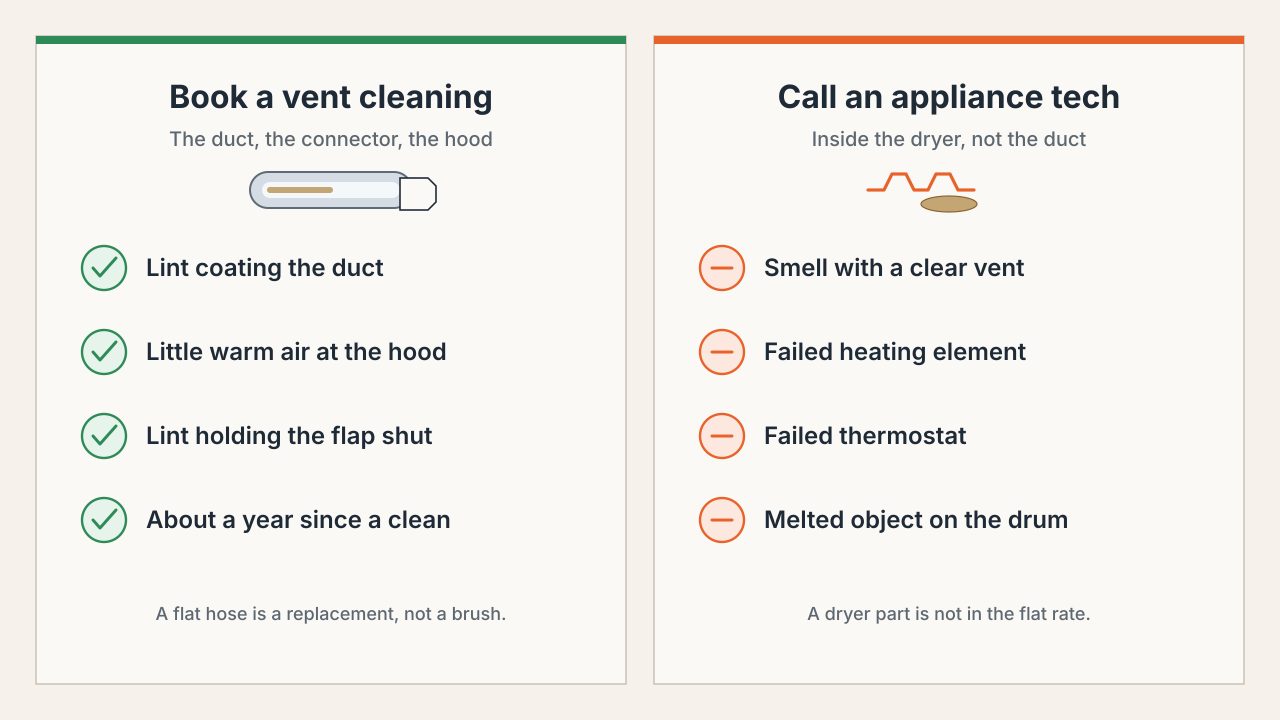 Book a vent cleaning
The duct, the connector, the hood
Lint coating the duct
Little warm air at the hood
Lint holding the flap shut
About a year since a clean
A flat hose is a replacement, not a brush.
Call an appliance tech
Inside the dryer, not the duct
Smell with a clear vent
Failed heating element
Failed thermostat
Melted object on the drum
A dryer part is not in the flat rate.